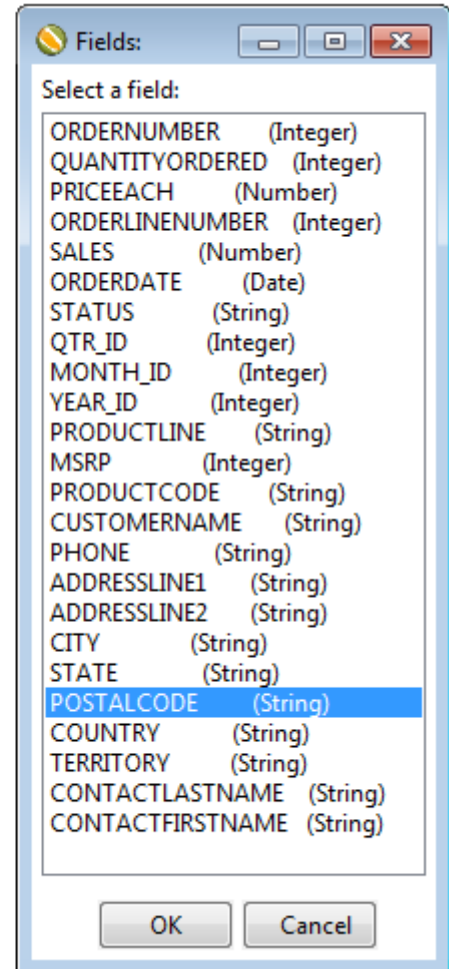 Fields:
Select a field:
ORDERNUMBER (Integer)
QUANTITYORDERED (Integer)
PRICEEACH (Number)
ORDERLINENUMBER (Integer)
SALES (Number)
ORDERDATE (Date)
STATUS (String)
QTR_ID (Integer)
MONTH_ID (Integer)
YEAR_ID (Integer)
PRODUCTLINE (String)
MSRP (Integer)
PRODUCTCODE (String)
CUSTOMERNAME (String)
PHONE (String)
ADDRESSLINE1 (String)
ADDRESSLINE2 (String)
CITY (String)
STATE (String)
POSTALCODE (String)
COUNTRY (String)
TERRITORY (String)
CONTACTLASTNAME (String)
CONTACTFIRSTNAME (String)
OK Cancel